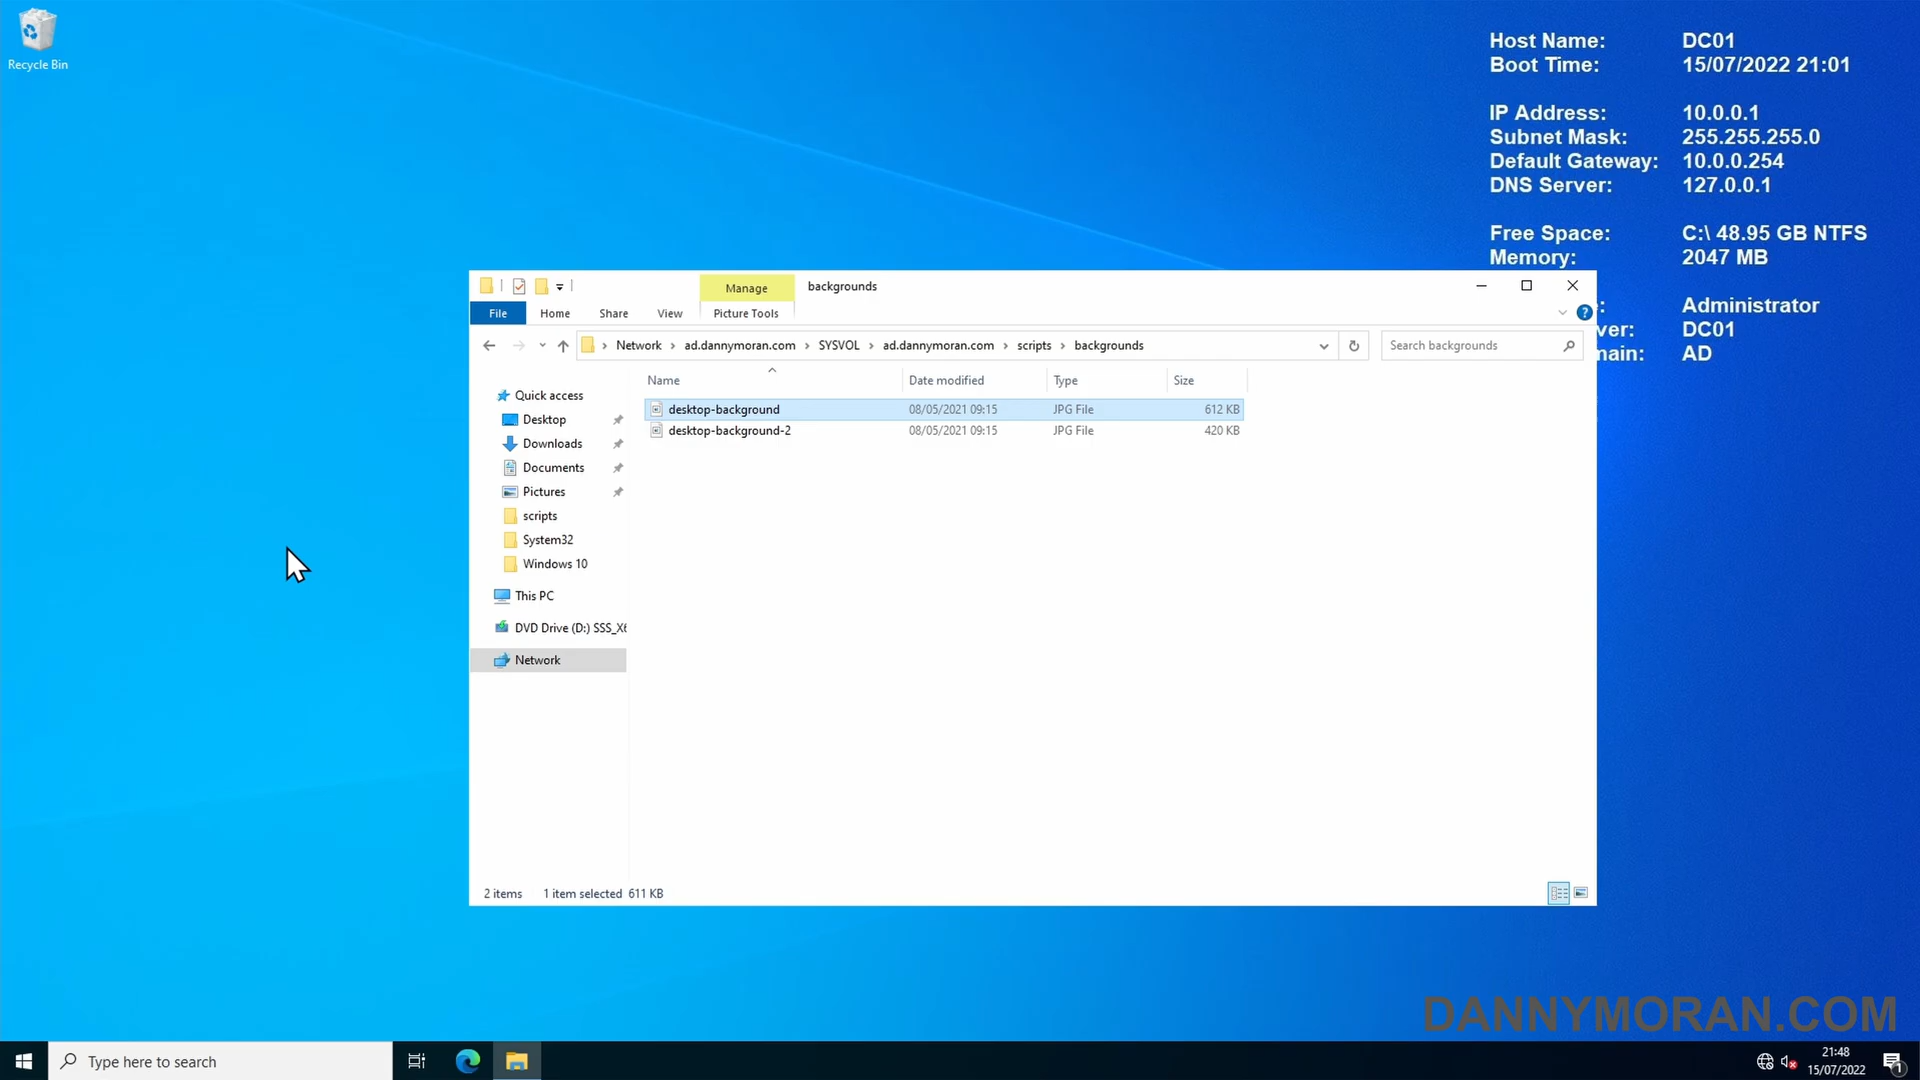 Recycle Bin
Host Name: DC01
Boot Time: 15/07/2022 21:01
IP Address: 10.0.0.1
Subnet Mask: 255.255.255.0
Default Gateway: 10.0.0.254
DNS Server: 127.0.0.1
Free Space: C:\ 48.95 GB NTFS
Memory: 2047 MB
Administrator
ver: DC01
main: AD
Manage backgrounds
File Home Share View Picture Tools
Network ad.dannymoran.com SYSVOL ad.dannymoran.com scripts backgrounds
Search backgrounds
Name Date modified Type Size
desktop-background 08/05/2021 09:15 JPG File 612 KB
desktop-background-2 08/05/2021 09:15 JPG File 420 KB
Quick access
Desktop
Downloads
Documents
Pictures
scripts
System32
Windows 10
This PC
DVD Drive (D:) SSS_X6
Network
2 items 1 item selected 611 KB
DANNYMORAN.COM
Type here to search
21:48
15/07/2022
1